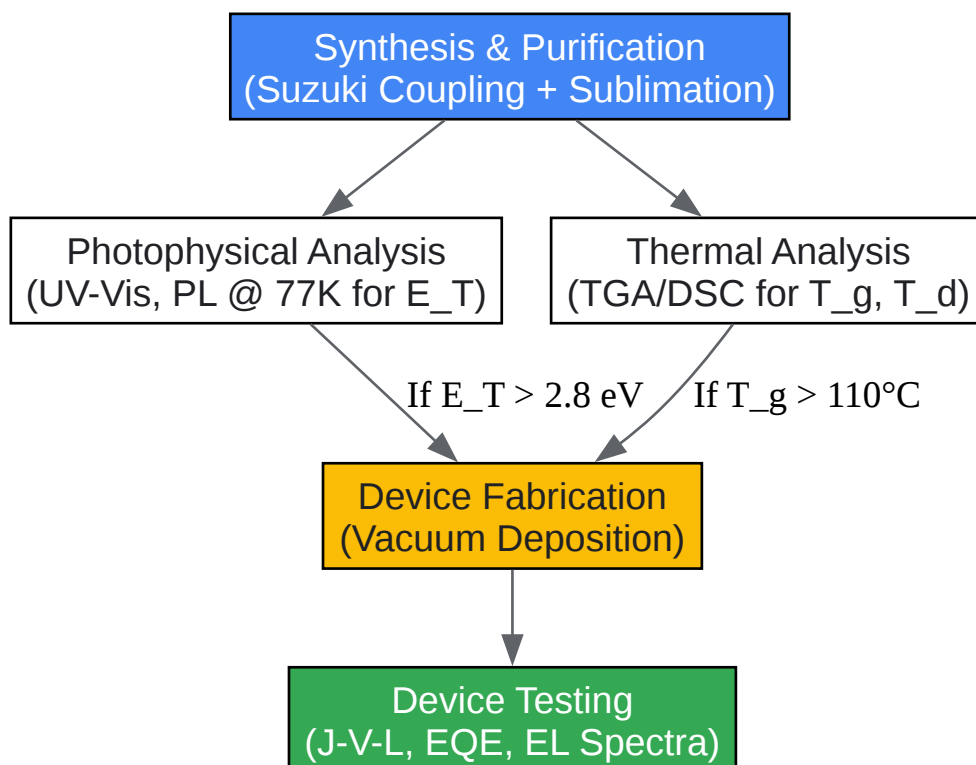 Synthesis & Purification
(Suzuki Coupling + Sublimation)
Photophysical Analysis
(UV-Vis, PL @ 77K for E_T)
Thermal Analysis
(TGA/DSC for T_g, T_d)
If E_T > 2.8 eV
If T_g > 110°C
Device Fabrication
(Vacuum Deposition)
Device Testing
(J-V-L, EQE, EL Spectra)